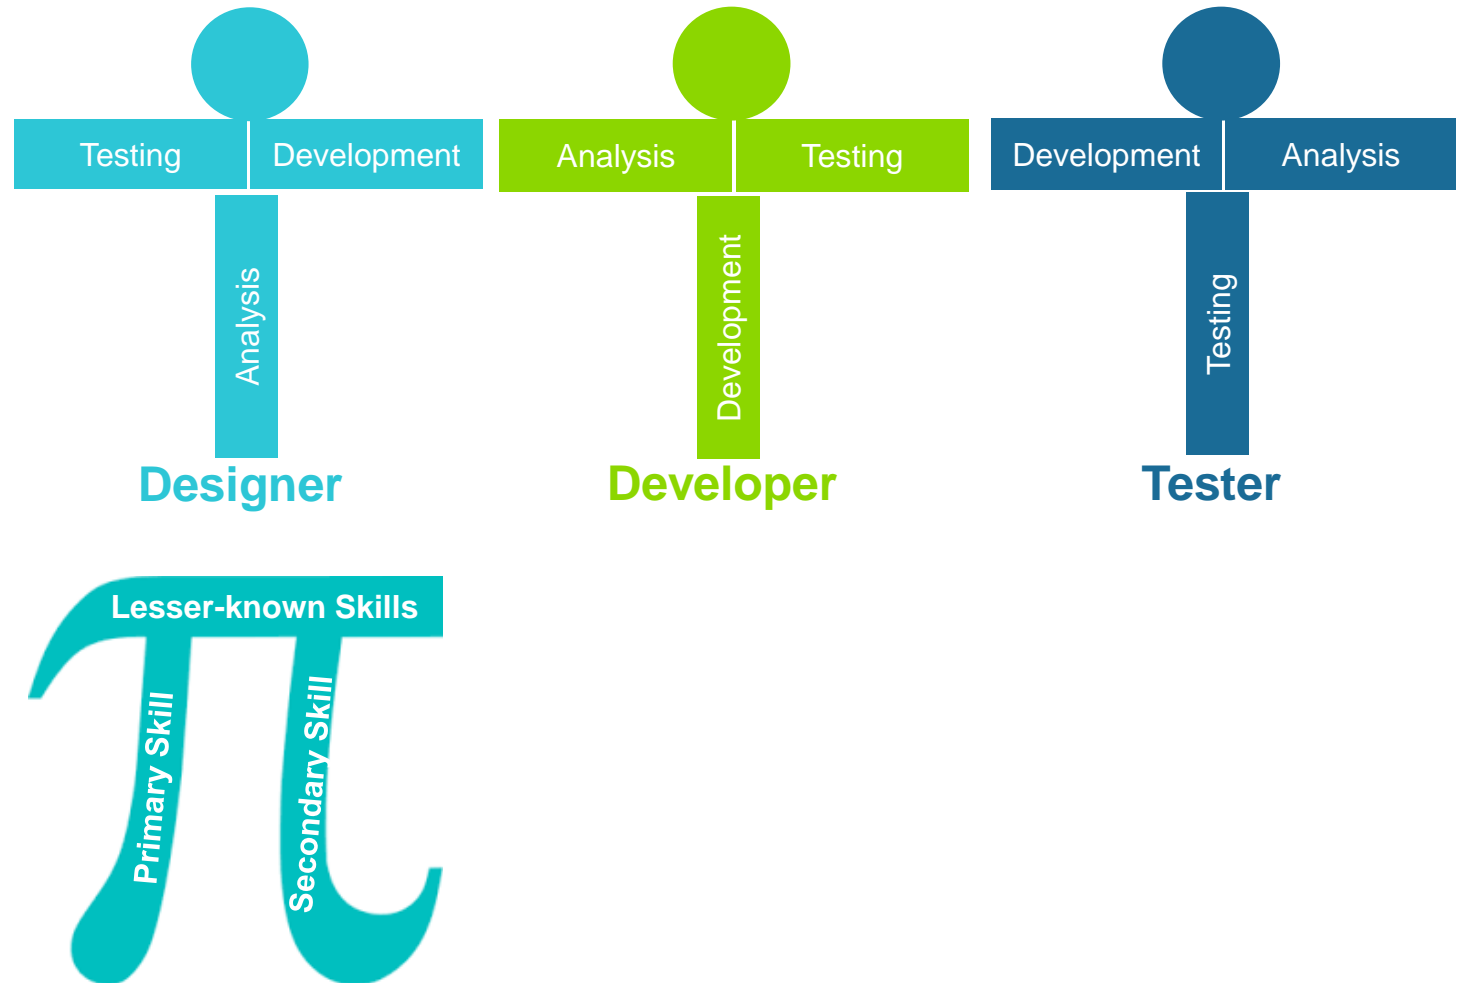 Testing
Development
Analysis
Designer
Analysis
Testing
Development
Developer
Development
Analysis
Testing
Tester
Lesser-known Skills
Primary Skill
Secondary Skill